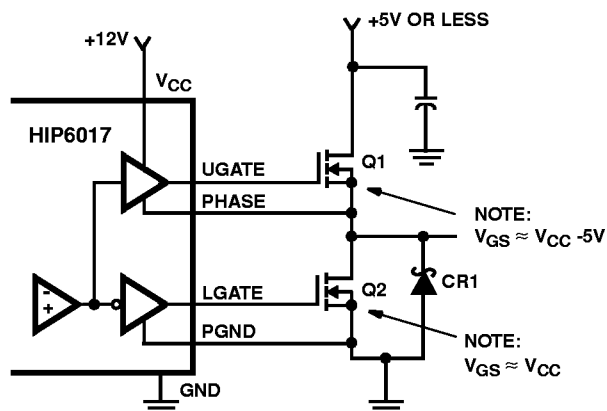 +5V OR LESS
+12V
VCC
HIP6017
UGATE
Q1
PHASE
NOTE:
VGS ≈ VCC -5V
- +
LGATE
Q2
CR1
PGND
NOTE:
VGS ≈ VCC
GND